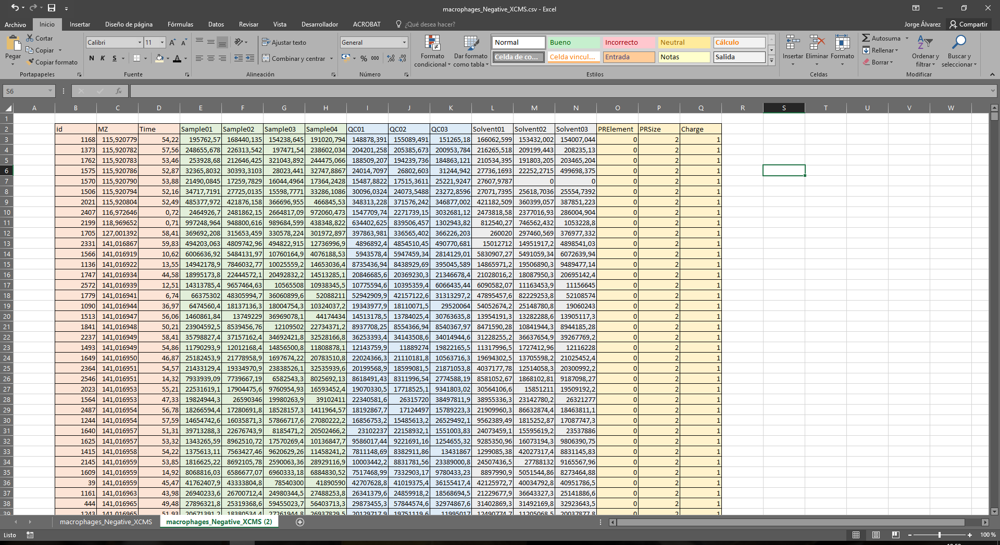 macrophages_Negative_XCMS.csv - Excel
Archivo Inicio Insertar Diseño de página Fórmulas Datos Revisar Vista Desarrollador ACROBAT ¿Qué desea hacer? Jorge Álvarez Compartir
Pegar Cortar Copiar Copiar formato Portapapeles
Calibri 11 N K S Fuente
Ajustar texto Combinar y centrar Alineación
General % 000 Número
Formato condicional Dar formato como tabla
Normal Bueno Incorrecto Neutral Cálculo
Celda de co... Celda vincul... Entrada Notas Salida
Estilos
Insertar Eliminar Formato Celdas
Autosuma Rellenar Borrar Ordenar y filtrar Buscar y seleccionar Modificar
S6 fx
A B C D E F G H I J K L M N O P Q R S T U V W
1
2 id MZ Time Sample01 Sample02 Sample03 Sample04 QC01 QC02 QC03 Solvent01 Solvent02 Solvent03 PRElement PRSize Charge
3 1168 115,920779 54,22 195762,57 168440,135 154238,645 191020,794 148878,391 155089,491 151265,18 166062,599 153432,002 154007,044 0 2 1
4 1373 115,920782 57,56 248655,678 226313,542 197471,54 238602,034 204201,258 205385,673 200953,784 216265,518 209199,443 208235,13 0 2 1
5 1762 115,920783 53,46 253928,68 212646,425 321043,892 244475,066 188509,207 194239,736 184863,121 210534,395 191803,205 203465,204 0 2 1
6 1575 115,920786 52,87 32365,8032 30393,3103 28023,441 32747,8867 24014,7097 26802,603 31244,942 27736,1693 22252,2715 499698,375 0 2 1
7 1570 115,920790 53,88 21490,0845 17259,7829 16044,4964 17364,2428 15487,8822 17515,3611 25221,9247 27607,9787 0 0 0 2 1
8 1506 115,920794 52,16 34717,7191 27725,0135 15598,7771 33286,1086 30096,0324 24073,5488 23272,8596 27071,7395 25618,7036 25554,7392 0 2 1
9 2021 115,920804 52,49 485377,972 421876,158 366696,955 466845,53 348313,228 371576,242 346877,002 421182,509 360399,057 387851,223 0 2 1
10 2407 116,972646 0,72 2464926,7 2481862,15 2664817,09 972060,473 1547709,74 2271739,15 3032681,12 2473818,58 2377016,93 286004,904 0 2 1
11 2199 118,969652 0,71 997248,964 948800,616 989684,599 438348,822 634402,625 839506,457 1302943,82 812540,27 746562,432 1053228,8 0 2 1
12 1705 127,001392 58,41 369692,208 315653,459 330578,224 301972,897 397863,981 336565,402 366226,203 260020 297460,569 376977,332 0 2 1
13 2331 141,016867 59,83 494203,063 4809742,96 494822,915 12736996,9 4896892,4 4854510,45 490770,681 15012712 14951917,2 4898541,03 0 2 1
14 1566 141,016919 10,62 6006636,92 5484131,97 10760164,9 4076188,53 5943578,4 5947459,34 2814129,01 5830907,27 5491059,34 6072639,94 0 2 1
15 1136 141,016922 13,55 14942178,9 7846032,77 10025559,2 14653036,4 8735436,94 8438929,69 395045,589 14865971,2 19506890,3 9489477,14 0 2 1
16 1747 141,016934 44,58 18995173,8 22444572,1 20492832,2 14513285,1 20846685,6 20369230,3 21346678,4 21028016,2 18087950,3 20695142,4 0 2 1
17 2572 141,016939 12,51 14313785,4 9657464,63 10565508 10938345,5 10775594,6 10395359,4 6066435,44 6090582,07 11163453,9 11156645 0 2 1
18 1779 141,016941 6,74 66375302 48305994,7 36060899,6 52088211 52942909,9 42157122,6 31313297,2 47895457,6 82229253,8 52108574 0 2 1
19 1090 141,016944 36,97 6474560,4 18137136,3 18004754,3 10324037,2 19343977,9 18110071,5 29520064 54052674,2 25148780,8 19060243 0 2 1
20 1513 141,016947 56,06 1460861,84 13749229 36969078,1 44174434 14513178,5 13784025,4 30763635,8 13954191,3 13282288,6 13905117,3 0 2 1
21 1841 141,016948 50,21 23904592,5 8539456,76 12109502 22734371,2 8937708,25 8554366,94 8540367,97 8471590,28 10841944,3 8944185,28 0 2 1
22 2237 141,016949 58,41 35798827,4 37157162,4 34692421,8 32528166,8 36253393,4 34143508,6 34014944,6 31228255,2 36637654,9 39267769,2 0 2 1
23 1493 141,016949 54,86 11790293,9 12012168,4 14856500,8 11808878,1 12143759,9 11889274 19822165,5 11317996,5 1727412,96 12116228 0 2 1
24 1649 141,016950 46,87 25182453,9 21778958,9 1697674,22 20783510,8 22024366,3 21110181,8 10563716,3 19694302,5 13705598,2 21025452,4 0 2 1
25 2364 141,016951 54,57 21433129,4 19334970,9 23838526,1 32535939,6 20199568,9 18599081,5 21871053,8 4037177,78 12514058,3 20300992,2 0 2 1
26 2546 141,016951 14,32 7933939,09 7739667,19 6582543,3 8025692,13 8618491,43 8311996,54 2774588,19 8581052,67 1868102,81 9187098,27 0 2 1
27 2023 141,016953 55,21 22531619,1 17904475,6 9760954,93 16593452,4 19070330,5 17718525,1 9341803,02 30564106,6 15851211 19509192,2 0 2 1
28 1564 141,016953 47,33 19824944,3 26590346 19980263,9 39102411 22340581,6 26315720 38497811,9 38955336,3 23142780,2 26321277 0 2 1
29 2487 141,016954 56,78 18266594,4 17280691,8 18528157,3 1411964,57 18192867,7 17124497 15789223,3 21909960,3 86632874,4 18463811,1 0 2 1
30 1244 141,016954 57,59 14654742,6 16035871,3 57866717,6 27080222,2 16856753,2 15485613,2 26529492,1 9562389,49 1815252,87 17087747,3 0 2 1
31 1640 141,016957 51,31 39713288,3 22676743,9 8185471,2 20502466,2 23102237 22158932,1 1551003,83 24073459,1 15595619,2 23537886 0 2 1
32 1625 141,016957 53,32 1343265,59 8962510,72 17570269,4 10136847,7 9586017,44 9221691,16 1254655,32 9285350,96 16073194,3 9806390,75 0 2 1
33 1415 141,016958 54,22 1375613,11 7563427,46 9620629,26 11458241,2 7811148,69 8382911,86 13431867 1299085,38 42027317,4 8831145,83 0 2 1
34 2145 141,016959 53,85 1816625,22 8692105,78 2590063,36 28929116,9 10003442,2 8831781,56 23389000,8 24507436,5 27788132 9165567,96 0 2 1
35 1609 141,016959 14,92 8068816,03 6586677,07 6960333,18 6884830,52 7517468,99 7332903,17 9780433,23 8897990,9 5051544,86 8273464,88 0 2 1
36 39 141,016959 45,47 41762407,9 43333804,8 78540300 41890590 42707628,8 41019375,4 36155417,4 42125972,7 40034792,8 40951786,5 0 2 1
37 1161 141,016963 43,98 26940233,6 26700712,4 24980344,5 27488253,8 26341379,6 24859918,2 18568694,5 21229677,9 36643327,3 25141886,6 0 2 1
38 444 141,016965 49,48 27896321,8 25319368,6 59455023,7 56403713,3 29873455,3 57844574,6 32974867,6 31402869,3 31492169,8 32923643,5 0 2 1
39 1243 141,016965 51,93 20671391,2 18380534,4 27261944,8 26937829,5 20129717,9 19751119,6 11995017 12490774,7 11205068,5 20037877,8 0 2 1
macrophages_Negative_XCMS macrophages_Negative_XCMS (2)
Listo 100 %